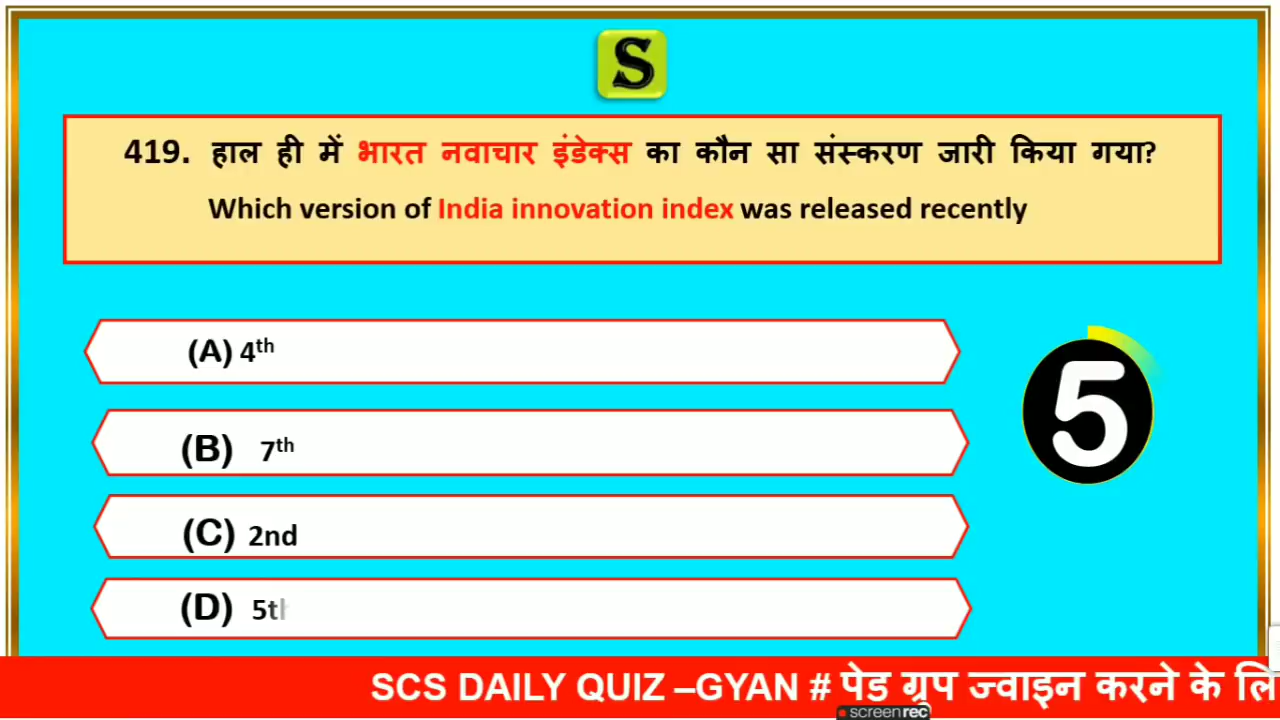 S
419. हाल ही में भारत नवाचार इंडेक्स का कौन सा संस्करण जारी किया गया?
Which version of India innovation index was released recently
(A) 4th
(B) 7th
(C) 2nd
(D) 5th
5
SCS DAILY QUIZ –GYAN # पेड ग्रुप ज्वाइन करने के लि
screenrec